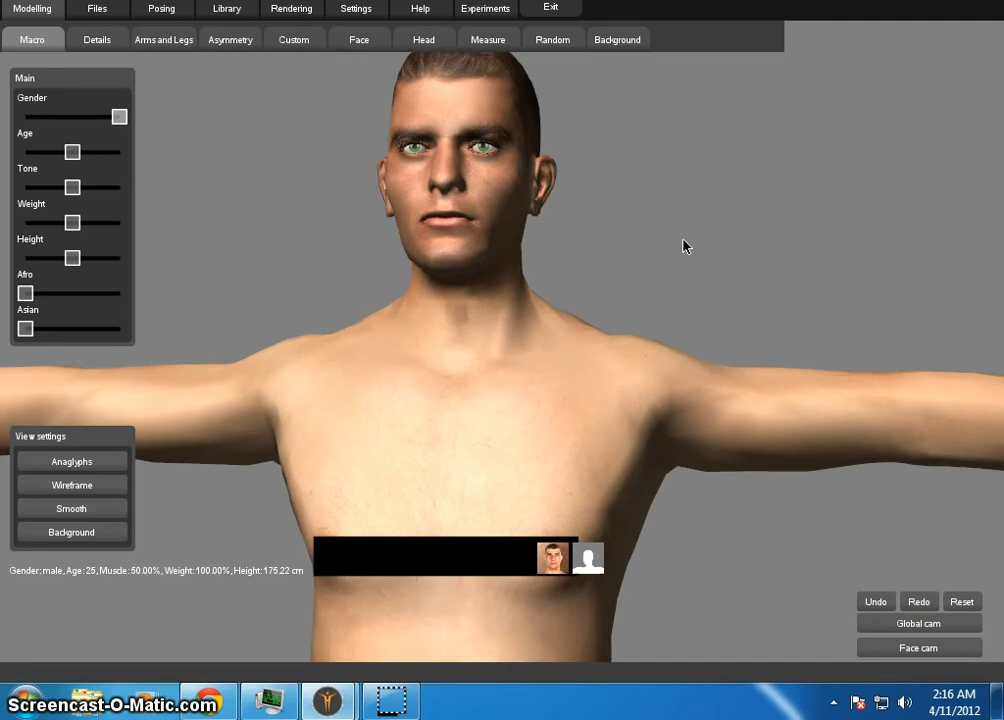 Modelling Files Posing Library Rendering Settings Help Experiments Exit
Macro Details Arms and Legs Asymmetry Custom Face Head Measure Random Background
Main
Gender
Age
Tone
Weight
Height
Afro
Asian
View settings
Anaglyphs
Wireframe
Smooth
Background
Gender: male, Age: 25, Muscle: 50.00%, Weight: 100.00%, Height: 175.22 cm
Undo Redo Reset
Global cam
Face cam
Screencast-O-Matic.com
2:16 AM
4/11/2012